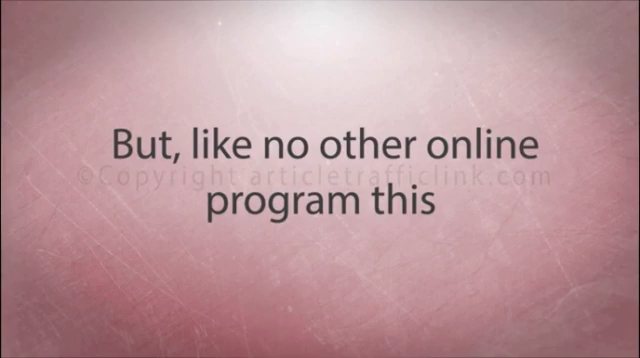 But, like no other online
©Copyright articletrafficlink.com
program this